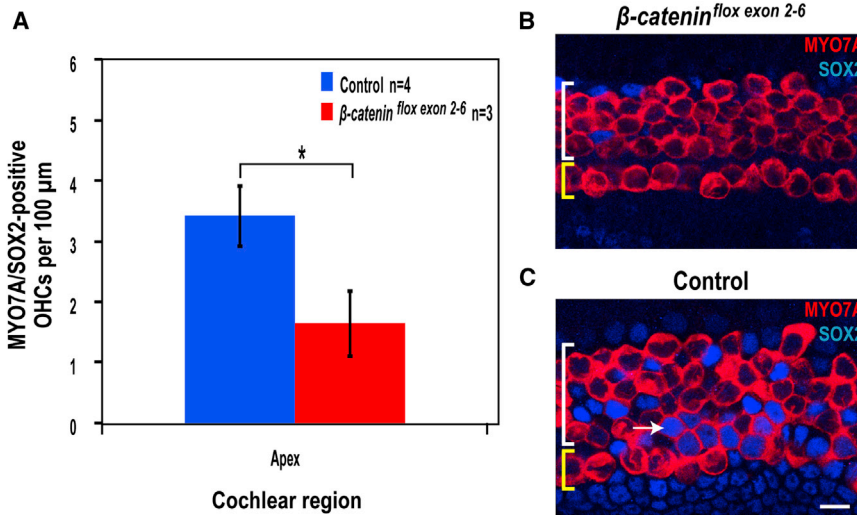 A
MYO7A/SOX2-positive
OHCs per 100 µm
6
5
4
3
2
1
0
Control n=4
β-catenin flox exon 2-6 n=3
*
Apex
Cochlear region
B
β-catenin flox exon 2-6
MYO7A
SOX2
C
Control
MYO7A
SOX2